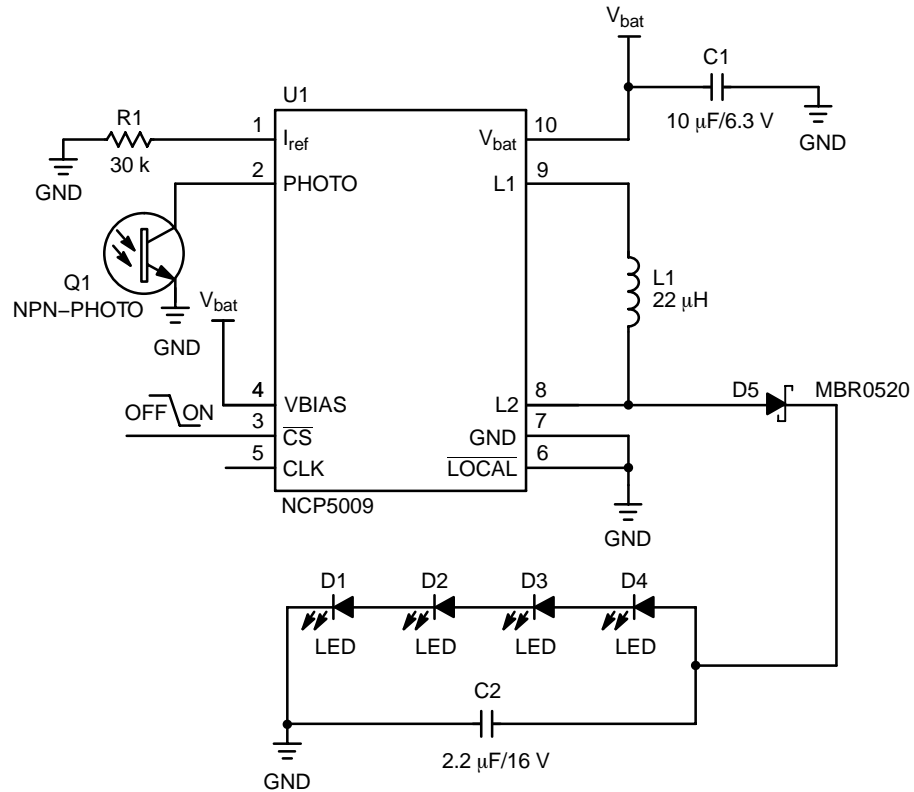 Vbat
C1
10 μF/6.3 V
GND
U1
R1
30 k
GND
1
Iref
Vbat
10
2
PHOTO
L1
9
Q1
NPN–PHOTO
GND
Vbat
L1
22 μH
4
VBIAS
L2
8
D5
MBR0520
OFF
ON
3
CS
GND
7
5
CLK
LOCAL
6
NCP5009
GND
D1
D2
D3
D4
LED
LED
LED
LED
C2
2.2 μF/16 V
GND